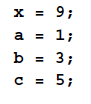 x = 9;
a = 1;
b = 3;
c = 5;